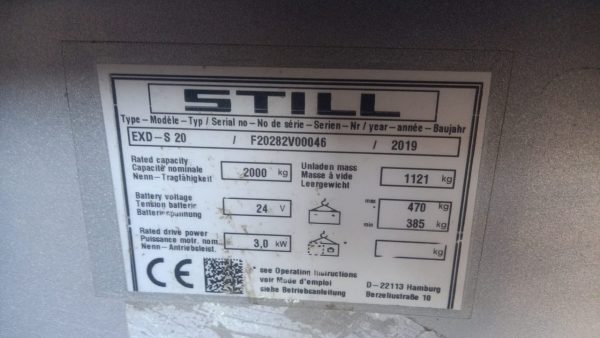 STILL
Type-Modèle-Typ / Serial no-No de série-Serien-Nr / year-année-Baujahr
EXD-S 20 / F20282V00046 / 2019
Rated capacity
Capacité nominale
Nenn-Tragfähigkeit
2000 kg
Unladen mass
Masse à vide
Leergewicht
1121 kg
Battery voltage
Tension batterie
Batteriespannung
24 V
max 470 kg
min 385 kg
Rated drive power
Puissance motr. nom.
Nenn-Antriebsleist.
3,0 kW
kg
CE
* see Operating Instructions
voir Mode d'emploi
siehe Betriebsanleitung
D-22113 Hamburg
Berzeliustraße 10